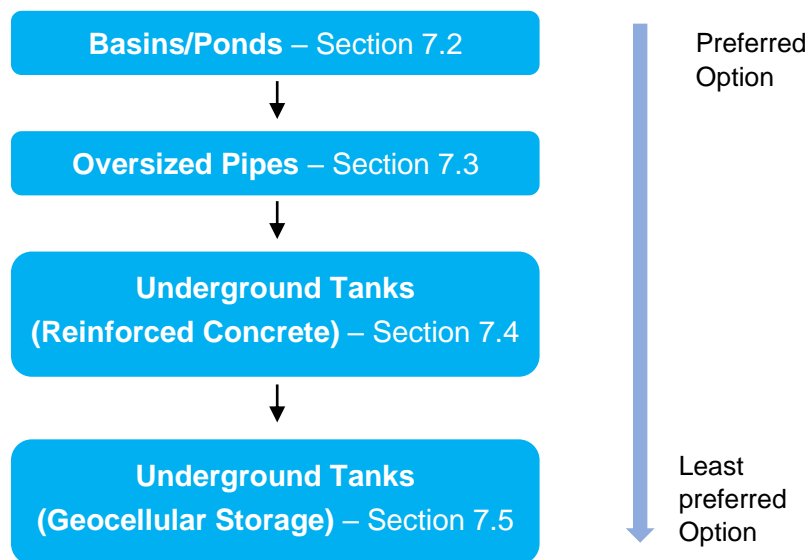 Basins/Ponds – Section 7.2
Preferred
Option
Oversized Pipes – Section 7.3
Underground Tanks
(Reinforced Concrete) – Section 7.4
Underground Tanks
(Geocellular Storage) – Section 7.5
Least
preferred
Option